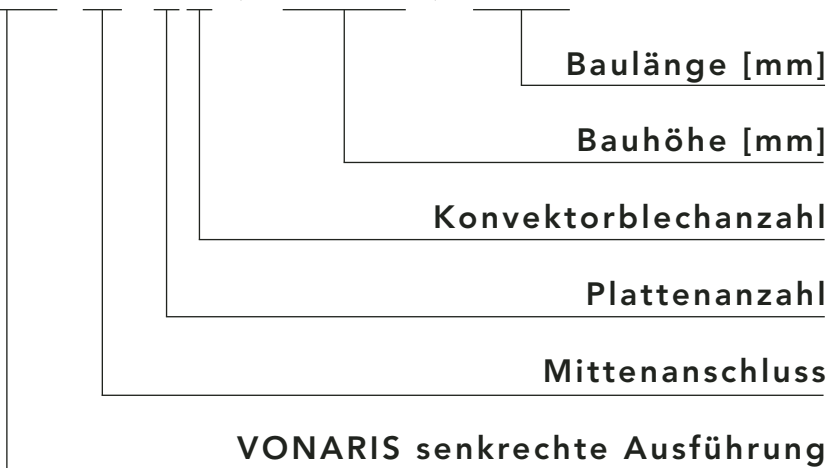 Baulänge [mm]
Bauhöhe [mm]
Konvektorblechanzahl
Plattenanzahl
Mittenanschluss
VONARIS senkrechte Ausführung